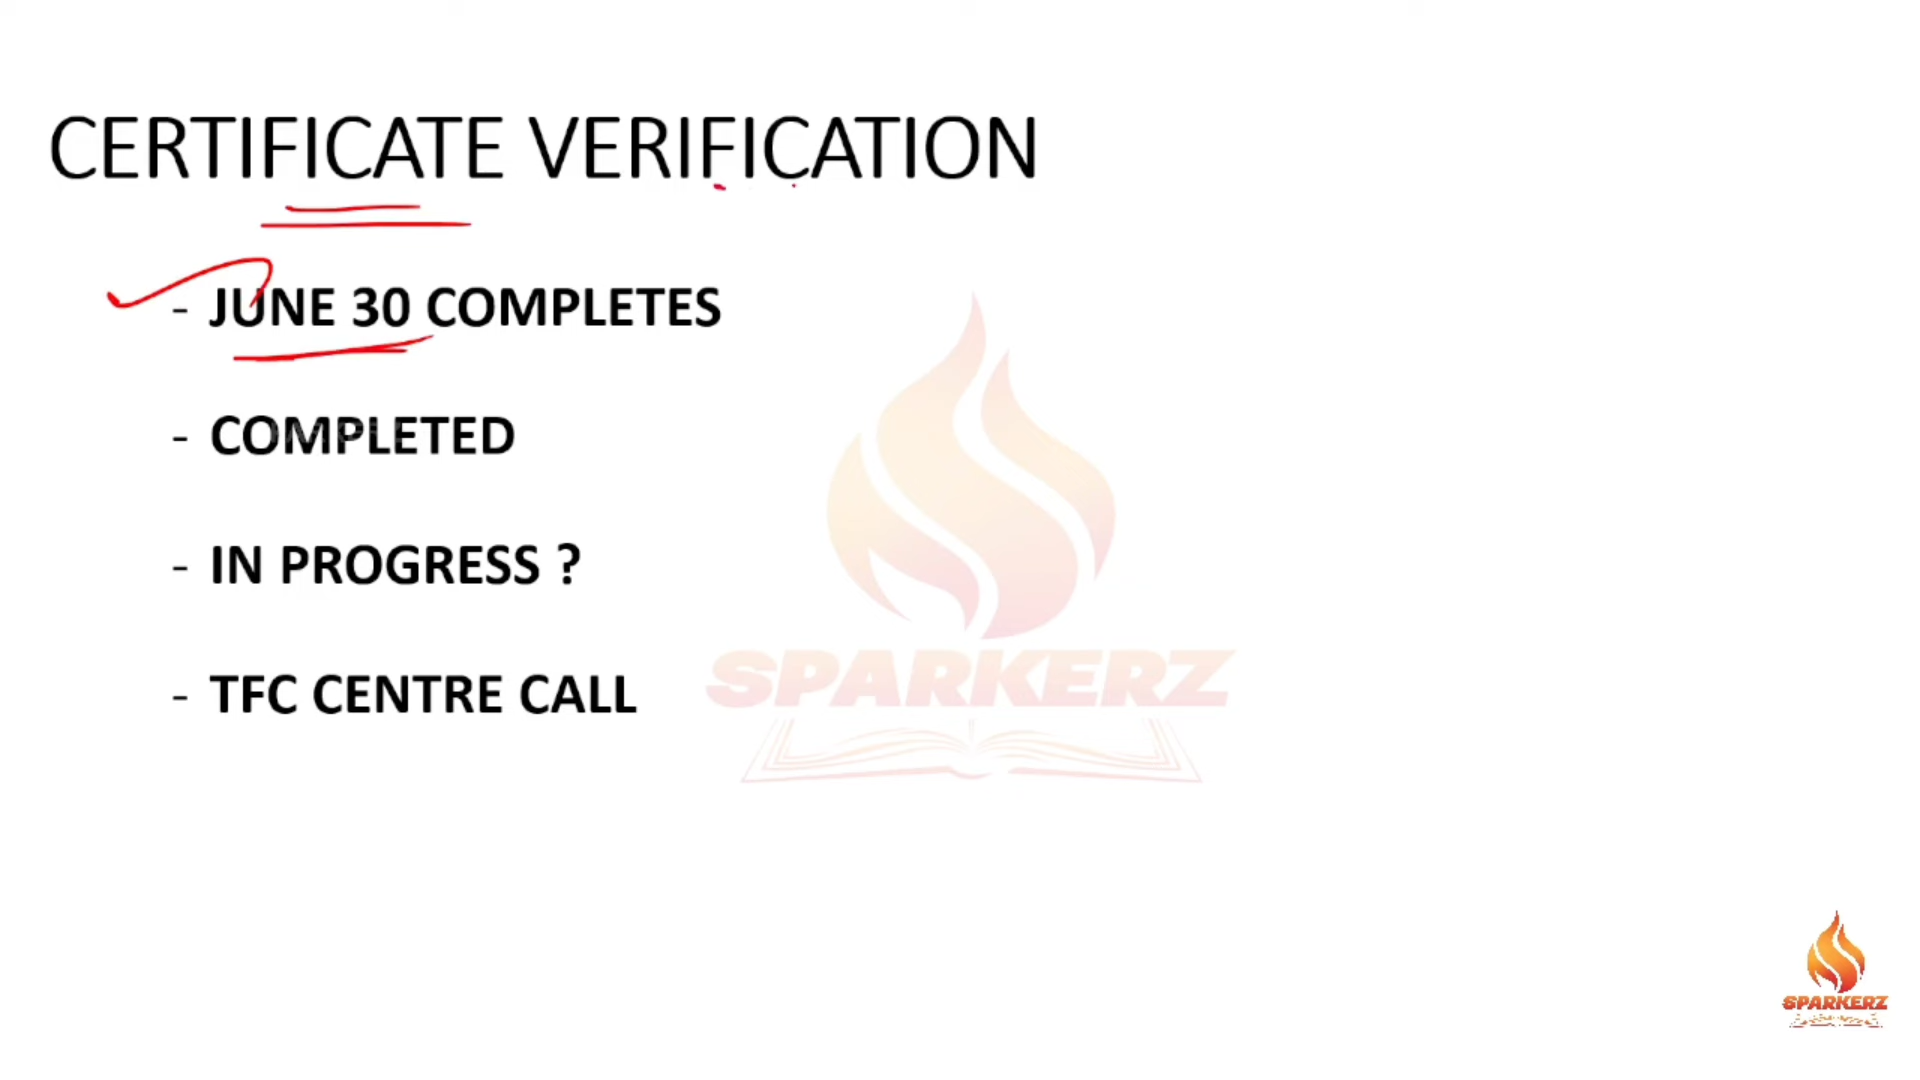 CERTIFICATE VERIFICATION
- JUNE 30 COMPLETES
- COMPLETED
- IN PROGRESS ?
- TFC CENTRE CALL
SPARKERZ
SPARKERZ